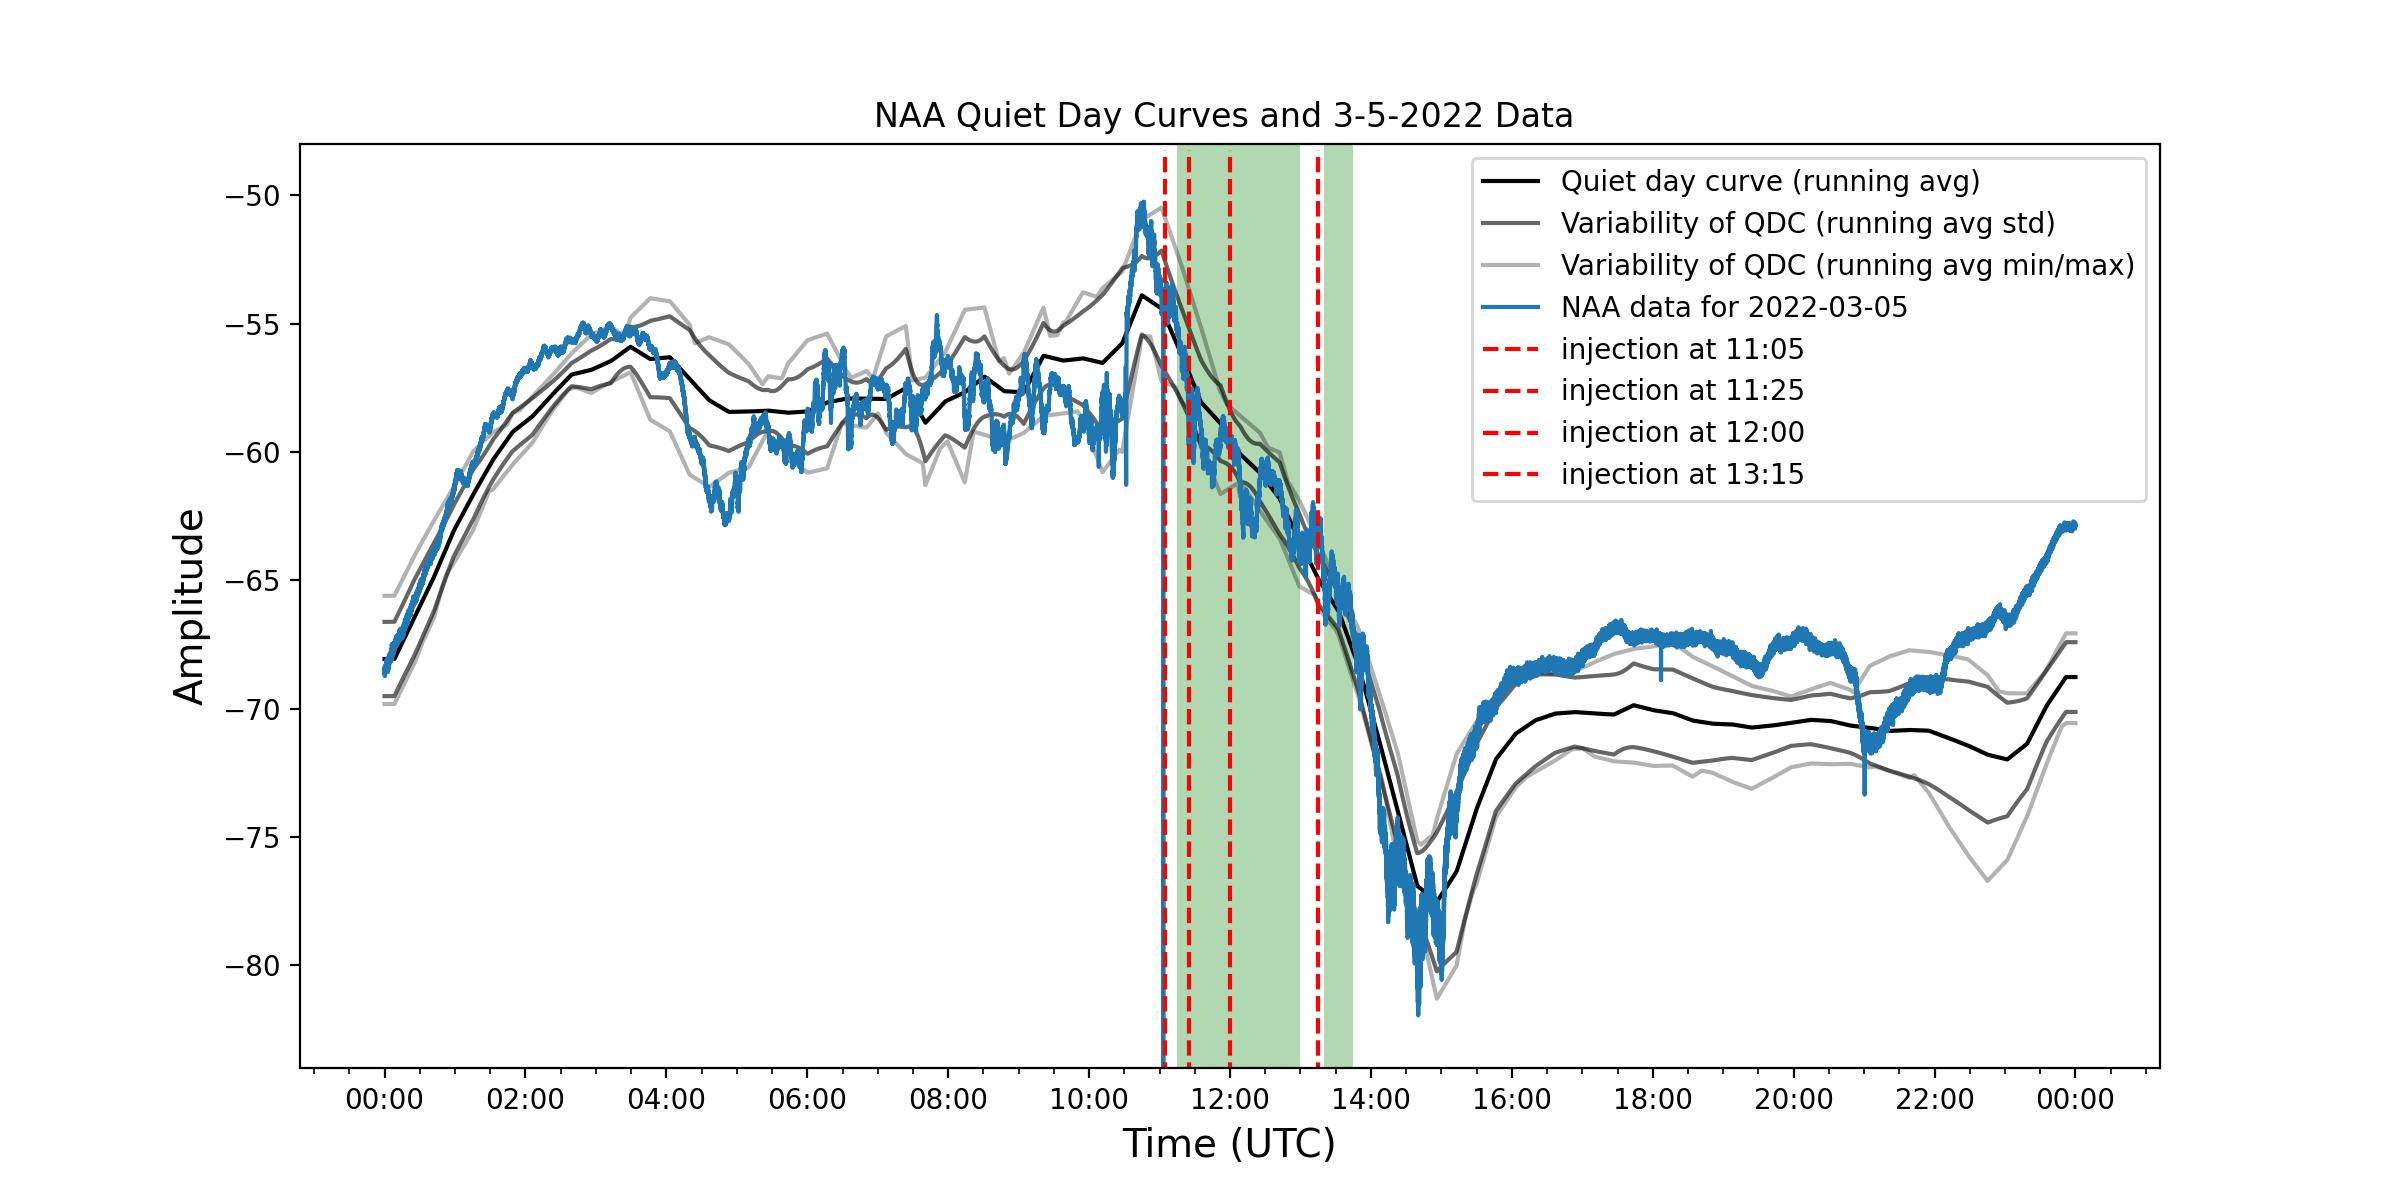 NAA Quiet Day Curves and 3-5-2022 Data
Quiet day curve (running avg)
Variability of QDC (running avg std)
Variability of QDC (running avg min/max)
NAA data for 2022-03-05
injection at 11:05
injection at 11:25
injection at 12:00
injection at 13:15
Amplitude
−50
−55
−60
−65
−70
−75
−80
00:00 02:00 04:00 06:00 08:00 10:00 12:00 14:00 16:00 18:00 20:00 22:00 00:00
Time (UTC)